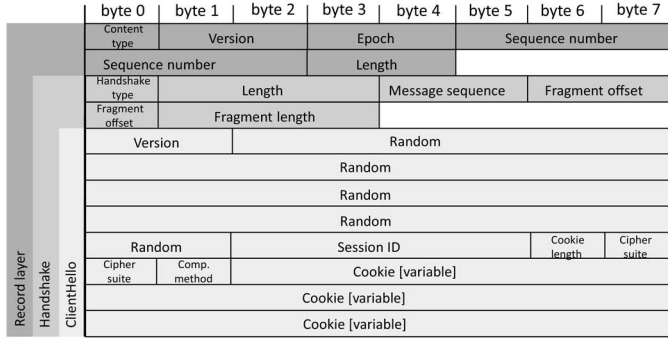 byte 0 byte 1 byte 2 byte 3 byte 4 byte 5 byte 6 byte 7
Content type Version Epoch Sequence number
Sequence number Length
Handshake type Length Message sequence Fragment offset
Fragment offset Fragment length
Version Random
Random
Random
Random
Random Session ID Cookie length Cipher suite
Cipher suite Comp. method Cookie [variable]
Cookie [variable]
Cookie [variable]
Record layer
Handshake
ClientHello